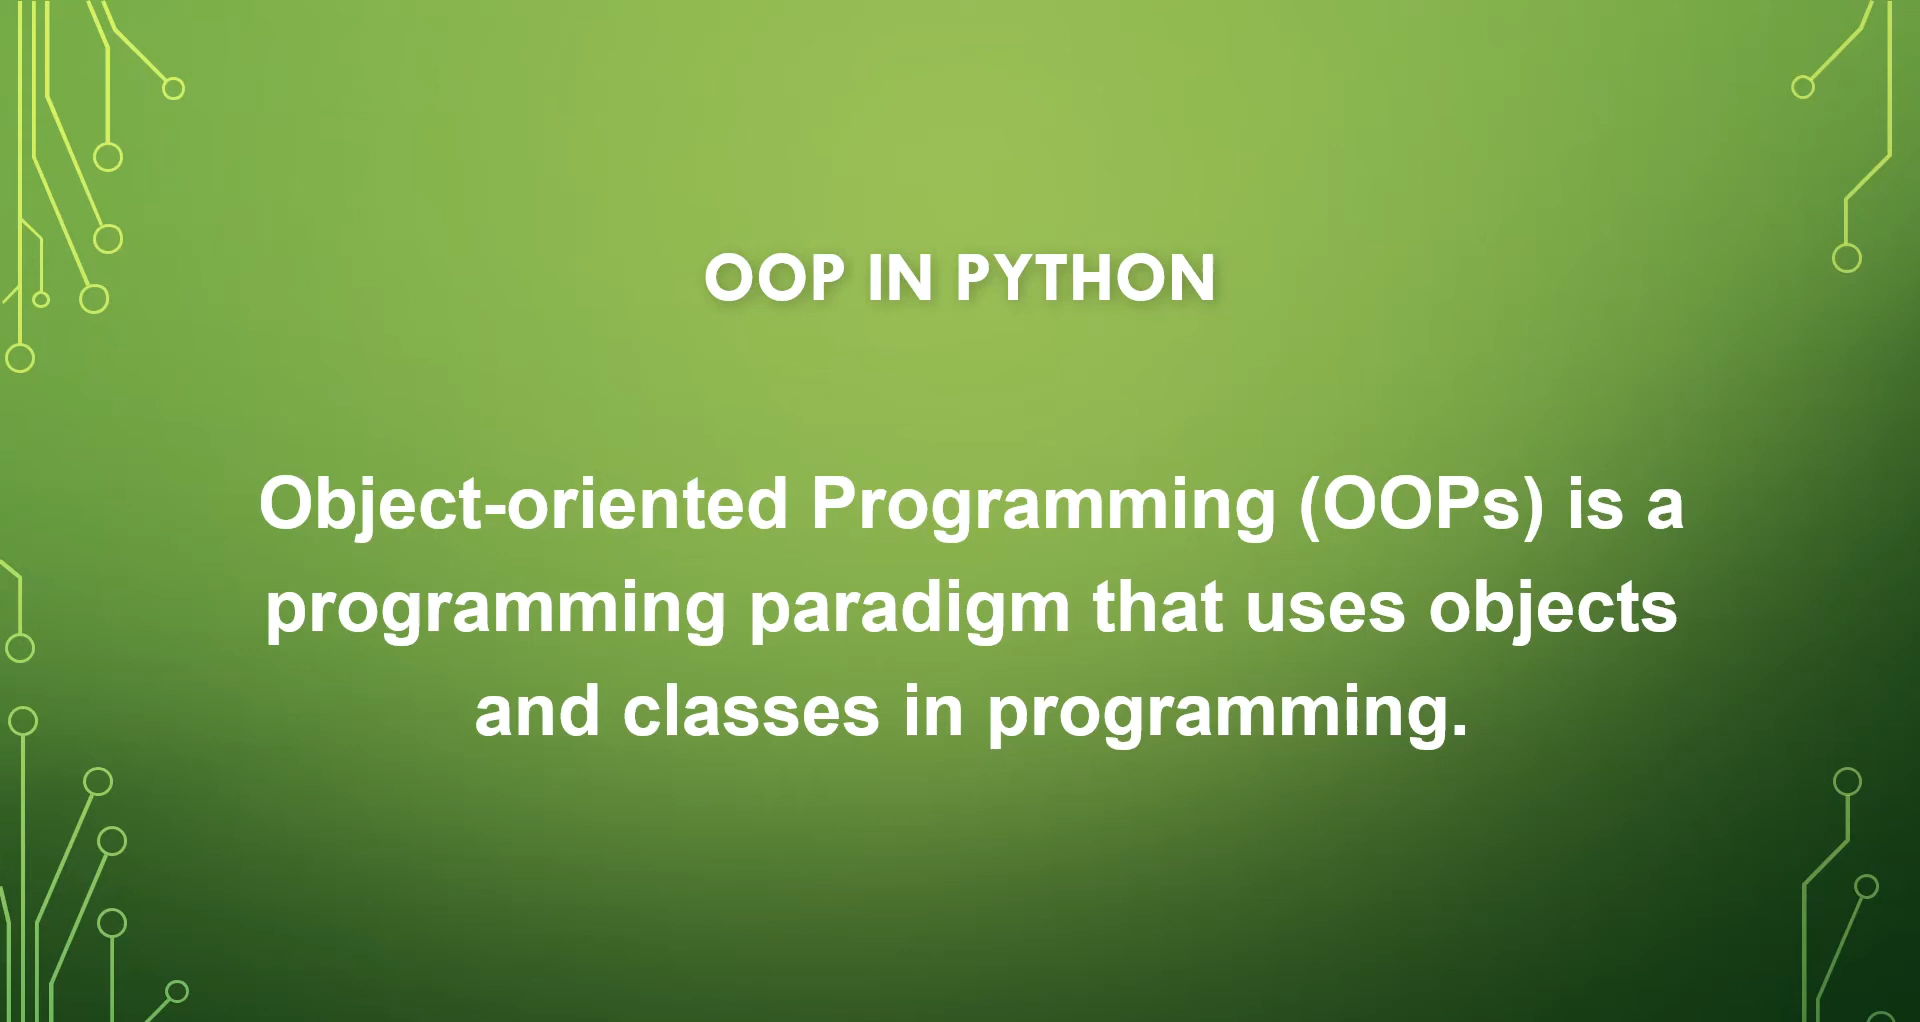 OOP IN PYTHON
Object-oriented Programming (OOPs) is a
programming paradigm that uses objects
and classes in programming.